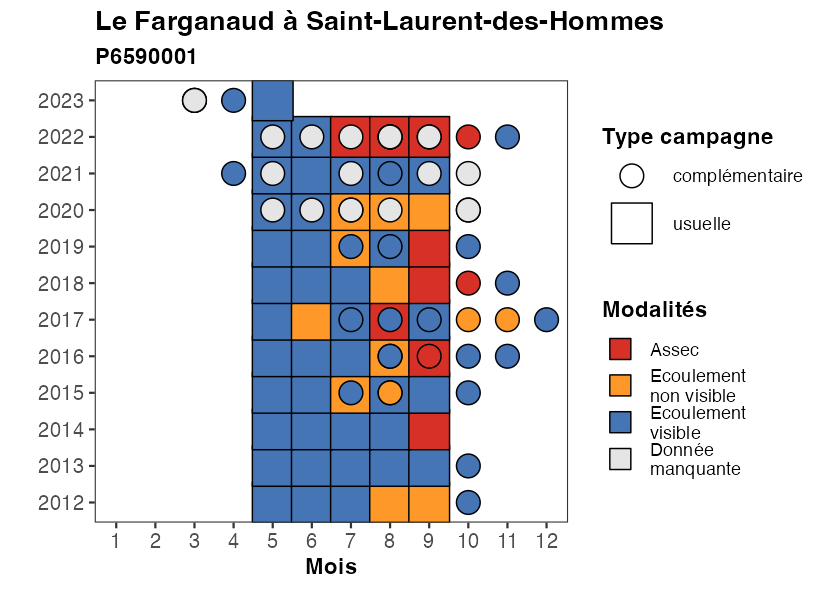 Le Farganaud à Saint-Laurent-des-Hommes
P6590001
2023
2022
2021
2020
2019
2018
2017
2016
2015
2014
2013
2012
1 2 3 4 5 6 7 8 9 10 11 12
Mois
Type campagne
complémentaire
usuelle
Modalités
Assec
Ecoulement
non visible
Ecoulement
visible
Donnée
manquante